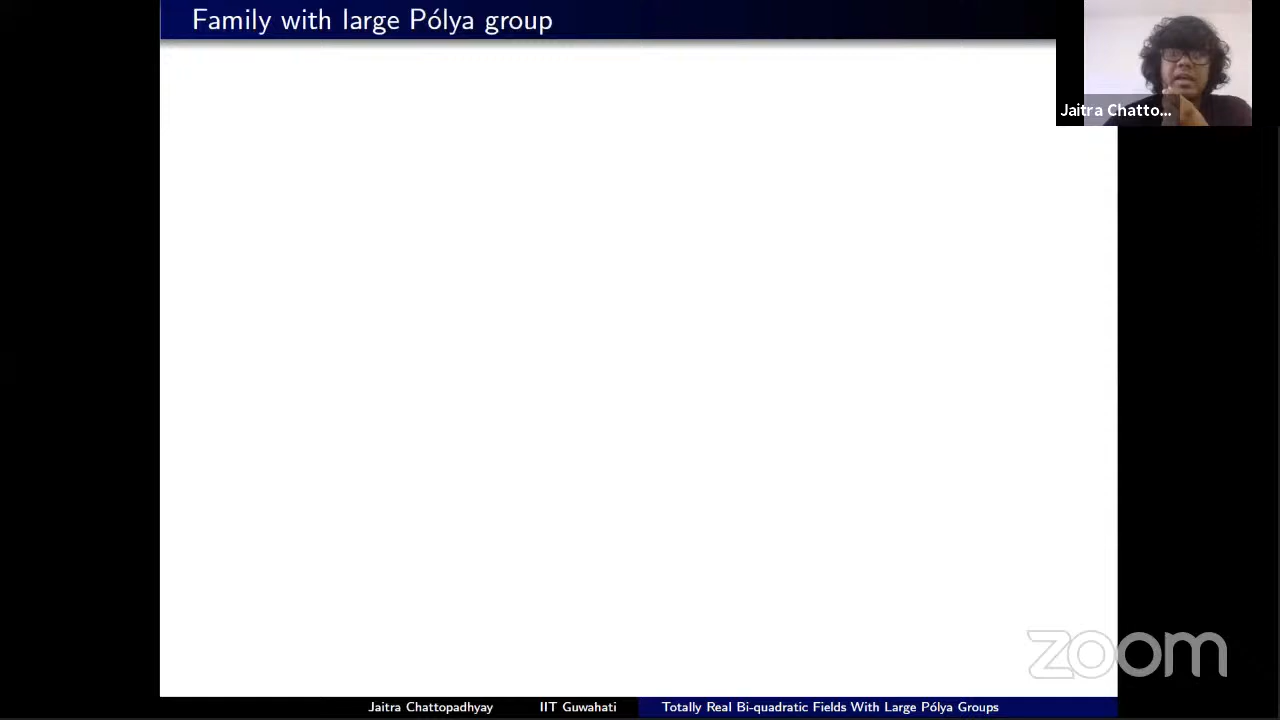 Family with large Pólya group
Jaitra Chatto...
zoom
Jaitra Chattopadhyay IIT Guwahati Totally Real Bi-quadratic Fields With Large Pólya Groups